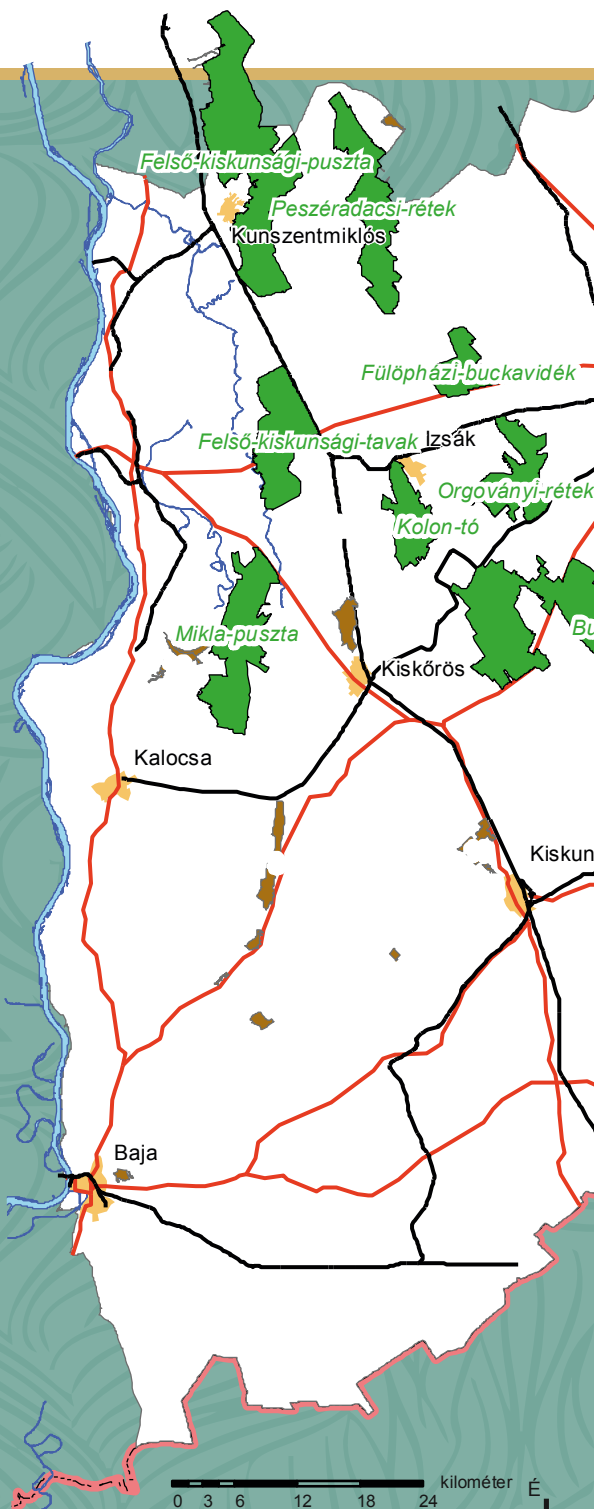 Felső-kiskunsági-puszta
Peszéradacsi-rétek
Kunszentmiklós
Fülöpházi-buckavidék
Felső-kiskunsági-tavak
Izsák
Orgoványi-rétek
Kolon-tó
Mikla-puszta
Bu
Kiskőrös
Kalocsa
Kiskun
Baja
kilométer
0 3 6 12 18 24
É